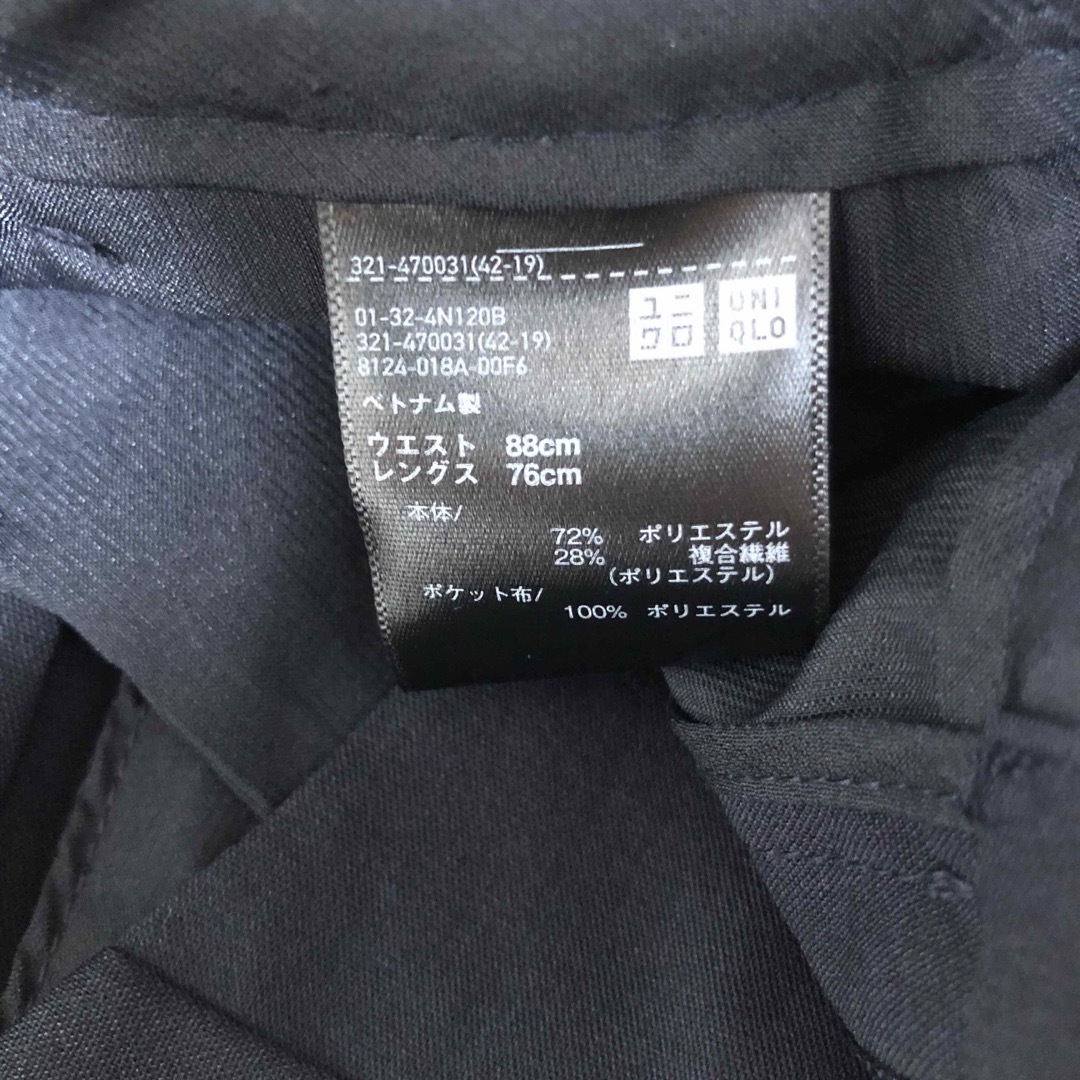 321-470031(42-19)
ユニ
クロ
UNI
QLO
01-32-4N120B
321-470031(42-19)
8124-018A-00F6
ベトナム製
ウエスト 88cm
レングス 76cm
本体/
72% ポリエステル
28% 複合繊維
(ポリエステル)
ポケット布/
100% ポリエステル